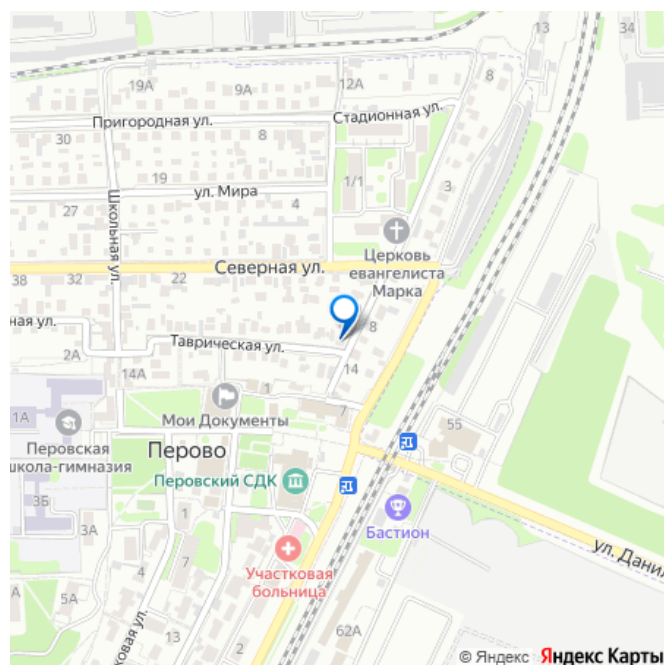 13
34
19А
9А
12А
8
Пригородная ул.
Стадионная ул.
30
8
19
ул. Мира
1/1
3
27
4
Школьная ул.
Церковь
евангелиста
Марка
Северная ул.
38
32
22
ная ул.
Таврическая ул.
8
2А
14А
14
1
7
Мои Документы
1А
Перовская
школа-гимназия
Перово
55
Перовский СДК
3Б
3А
1
Бастион
ул. Данил
7
4
Участковая
больница
5А
ховая ул.
13
2
62А
© Яндекс Яндекс Карты